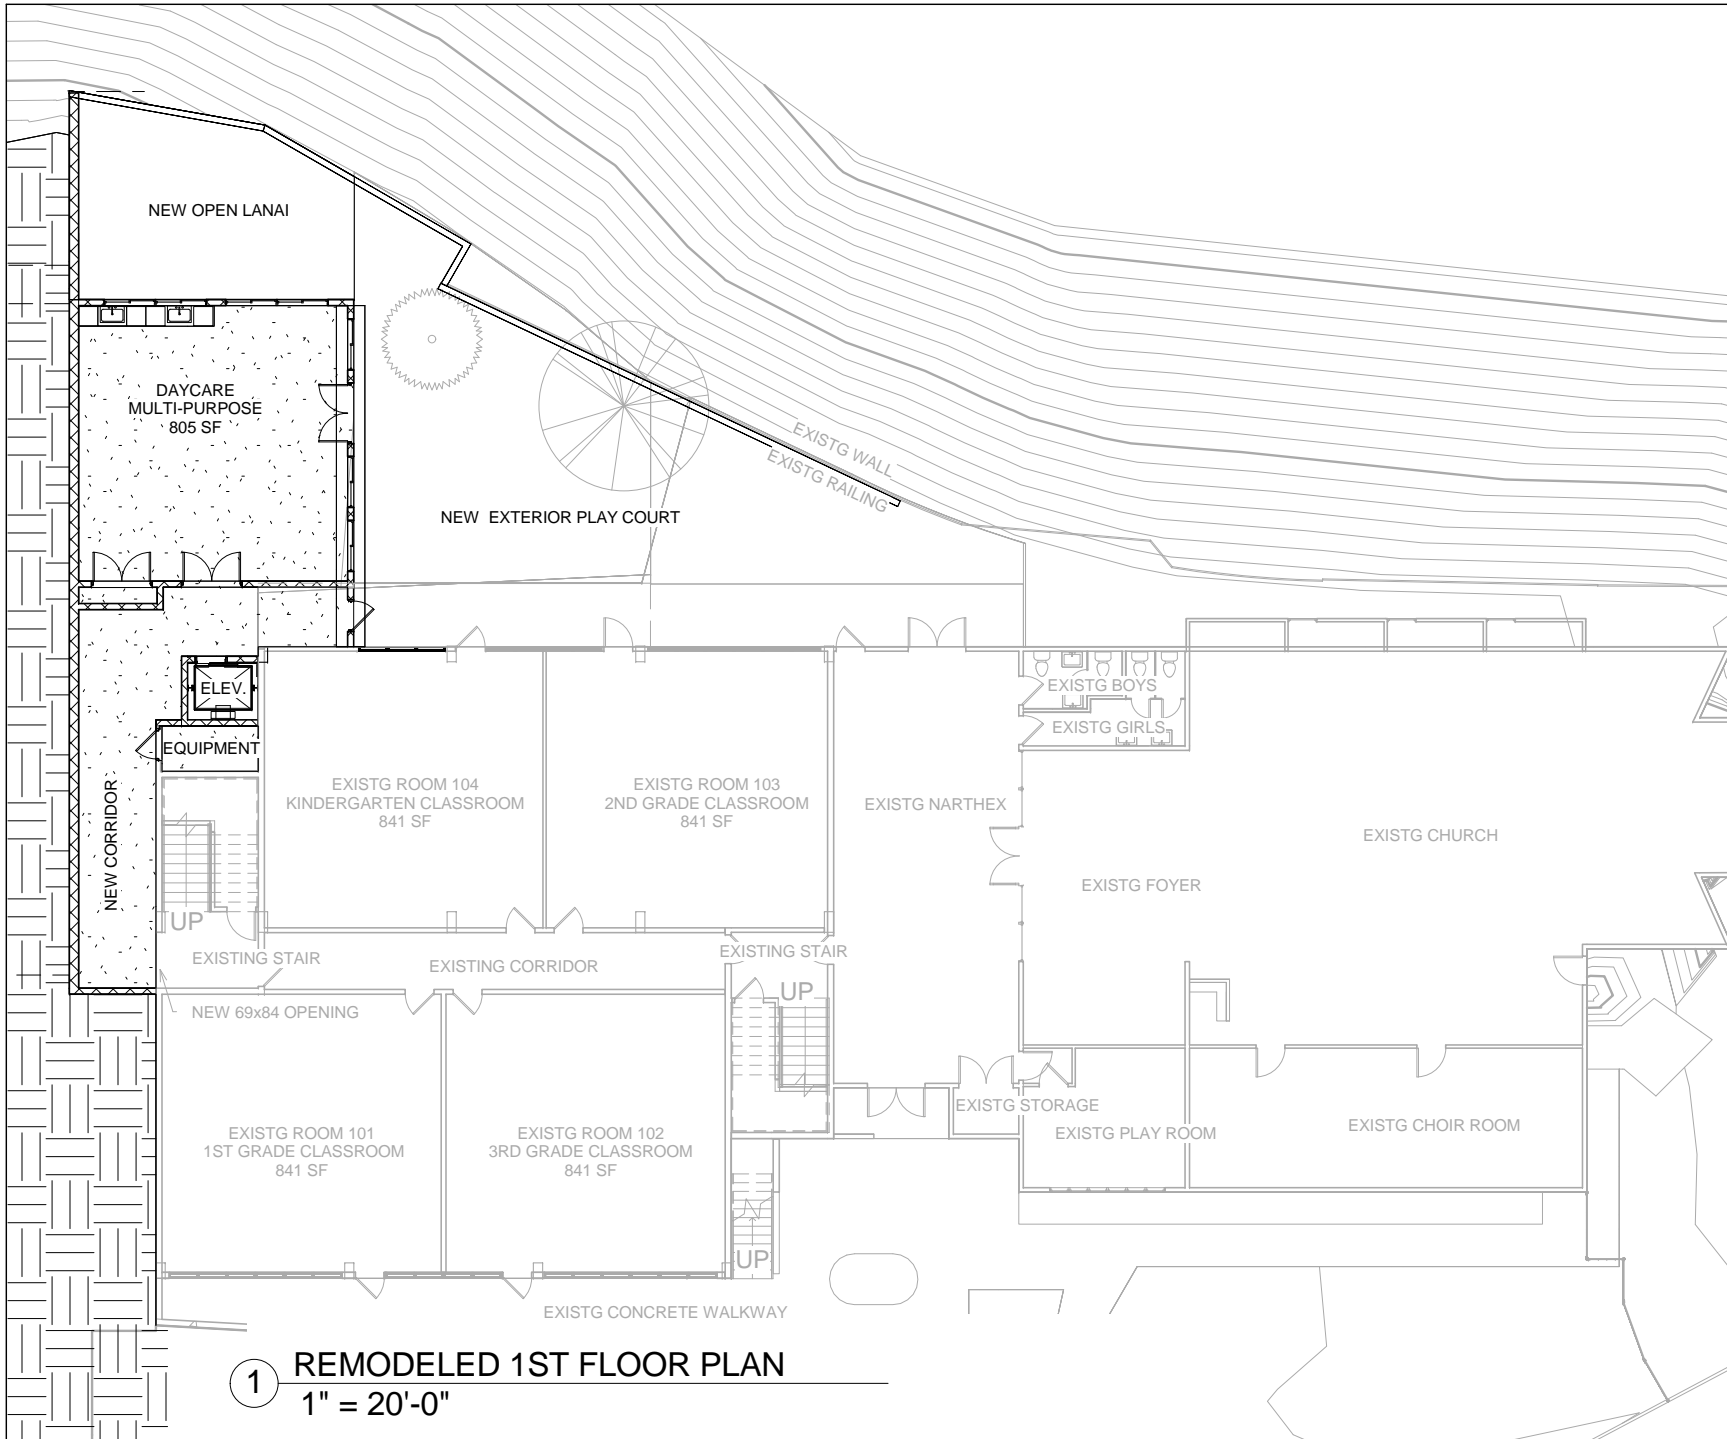 NEW OPEN LANAI
DAYCARE
MULTI-PURPOSE
805 SF
EXISTG WALL
EXISTG RAILING
NEW EXTERIOR PLAY COURT
ELEV.
EQUIPMENT
NEW CORRIDOR
EXISTG ROOM 104
KINDERGARTEN CLASSROOM
841 SF
EXISTG ROOM 103
2ND GRADE CLASSROOM
841 SF
EXISTG BOYS
EXISTG GIRLS
EXISTG NARTHEX
EXISTG CHURCH
EXISTG FOYER
UP
EXISTING STAIR
EXISTING CORRIDOR
EXISTING STAIR
UP
NEW 69x84 OPENING
EXISTG ROOM 101
1ST GRADE CLASSROOM
841 SF
EXISTG ROOM 102
3RD GRADE CLASSROOM
841 SF
EXISTG STORAGE
EXISTG PLAY ROOM
EXISTG CHOIR ROOM
UP
EXISTG CONCRETE WALKWAY
1
REMODELED 1ST FLOOR PLAN
1" = 20'-0"